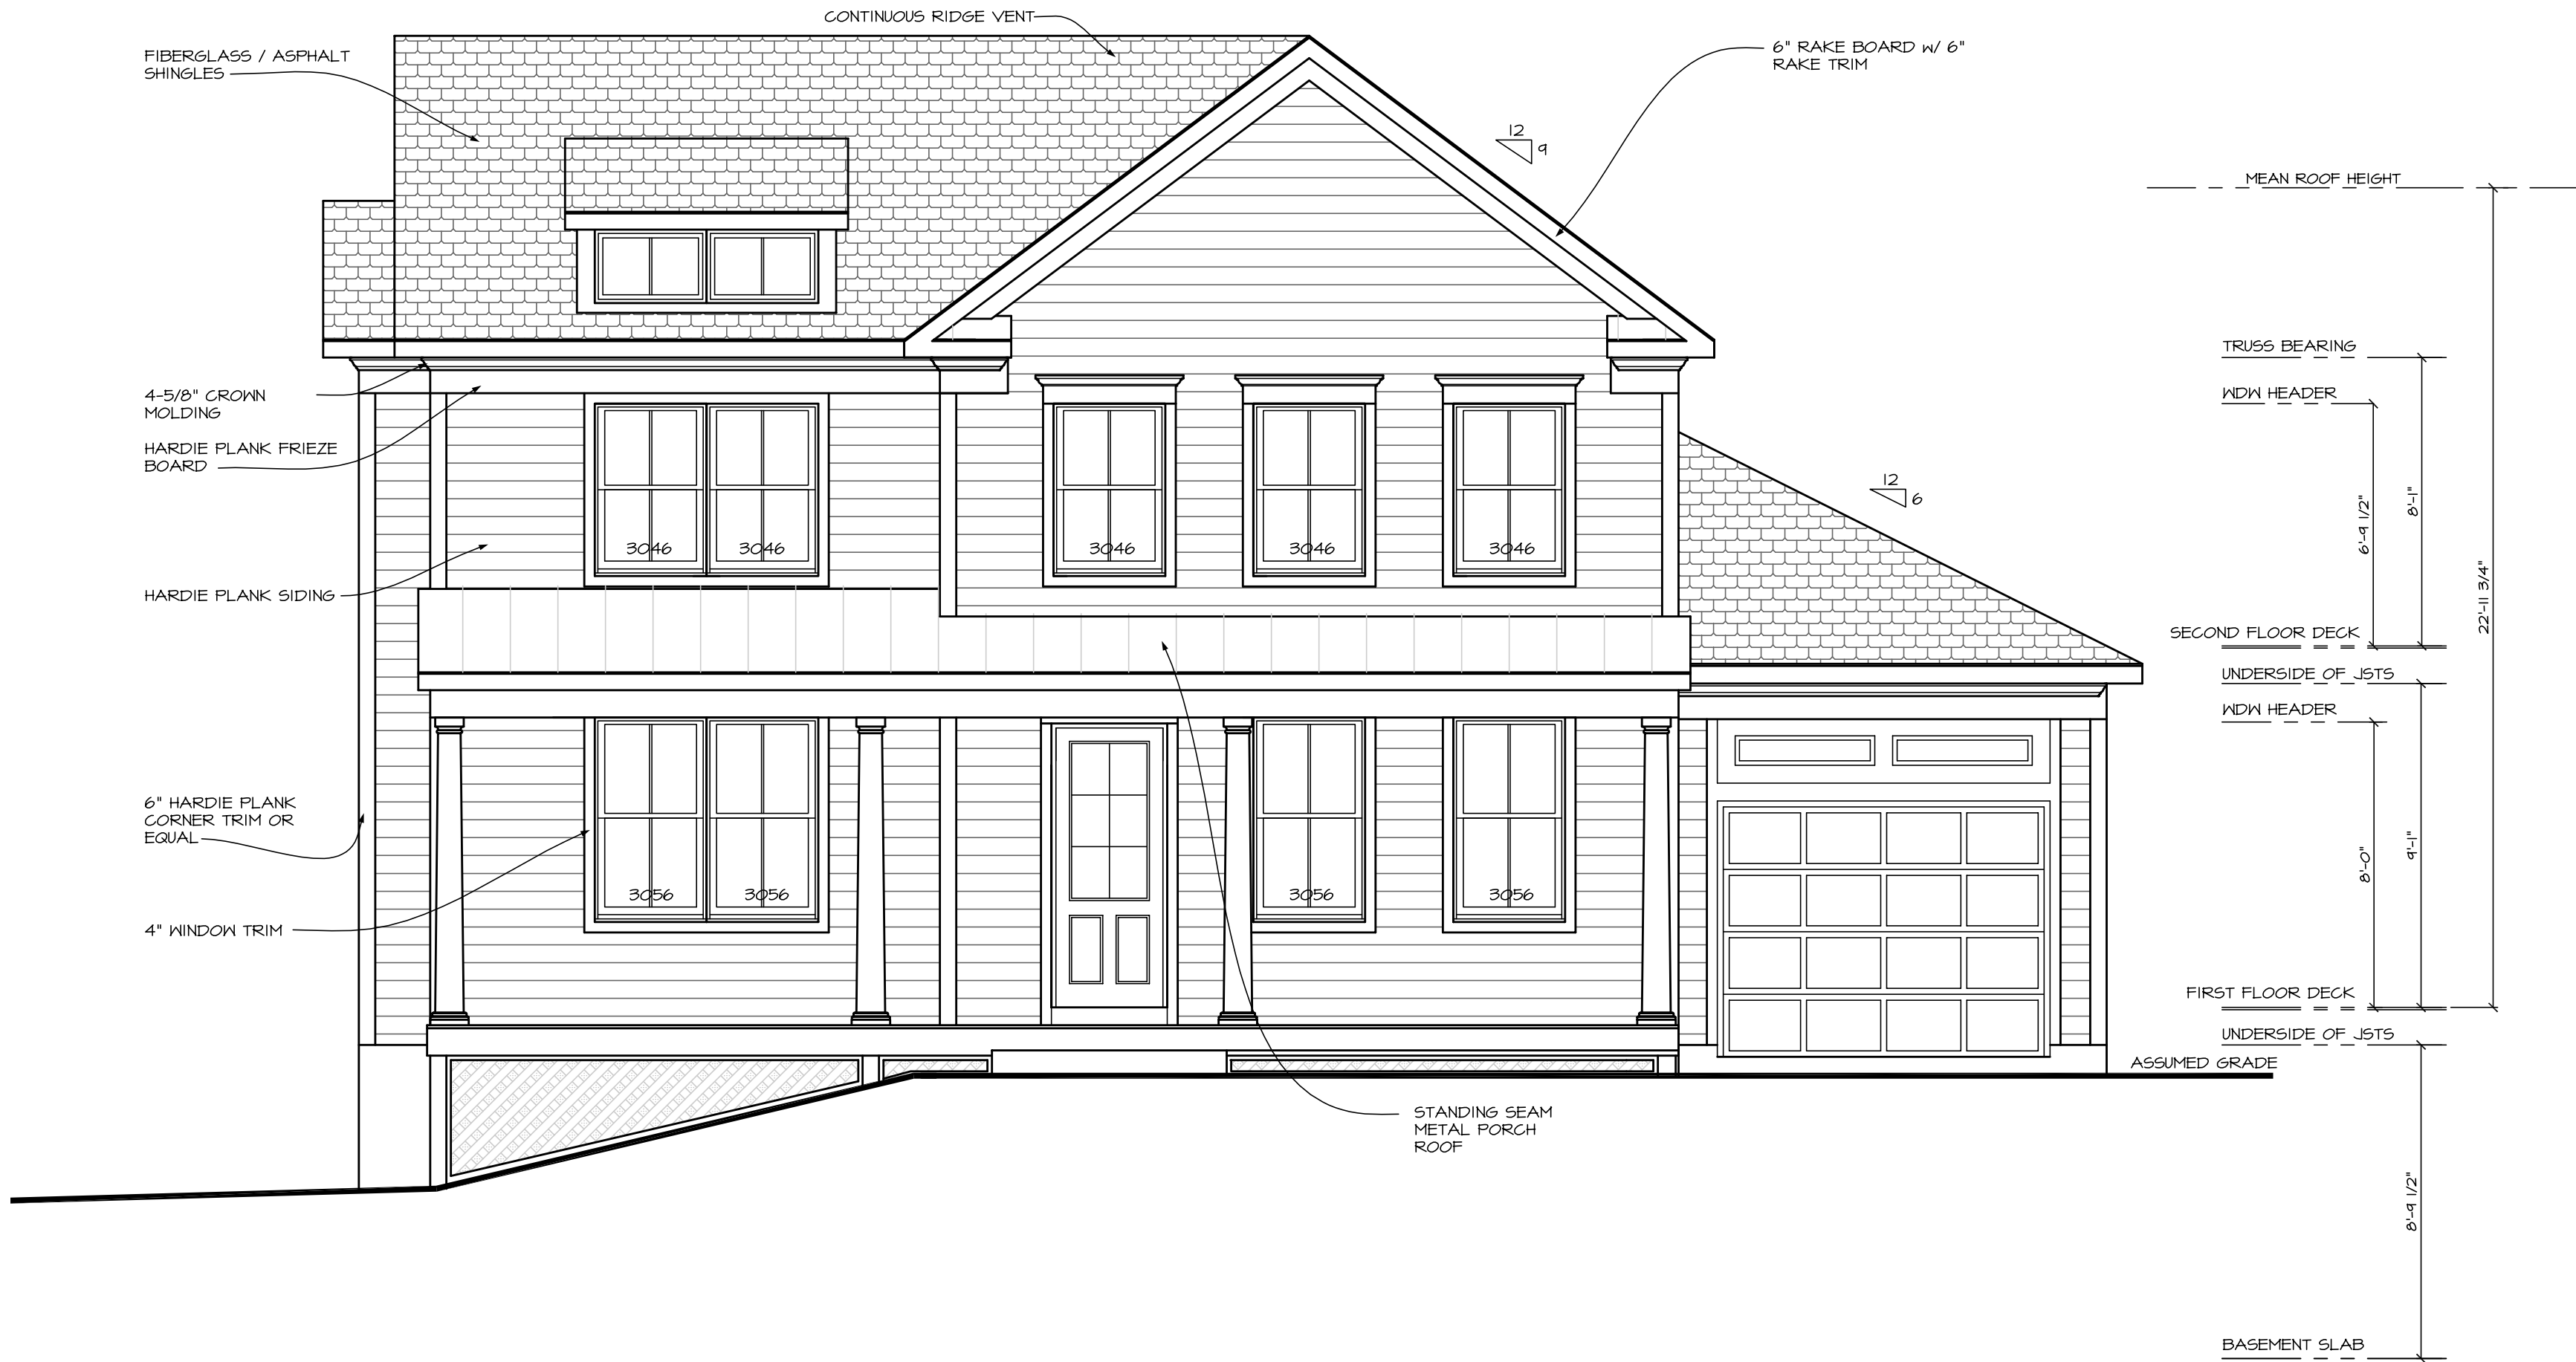 CONTINUOUS RIDGE VENT
FIBERGLASS / ASPHALT
SHINGLES
6" RAKE BOARD w/ 6"
RAKE TRIM
12
9
MEAN ROOF HEIGHT
TRUSS BEARING
WDW HEADER
4-5/8" CROWN
MOLDING
HARDIE PLANK FRIEZE
BOARD
12
6
6'-9 1/2"
8'-1"
22'-11 3/4"
3046
3046
3046
3046
3046
HARDIE PLANK SIDING
SECOND FLOOR DECK
UNDERSIDE OF JSTS
WDW HEADER
6" HARDIE PLANK
CORNER TRIM OR
EQUAL
8'-0"
9'-1"
3056
3056
3056
3056
4" WINDOW TRIM
FIRST FLOOR DECK
UNDERSIDE OF JSTS
ASSUMED GRADE
STANDING SEAM
METAL PORCH
ROOF
8'-9 1/2"
BASEMENT SLAB